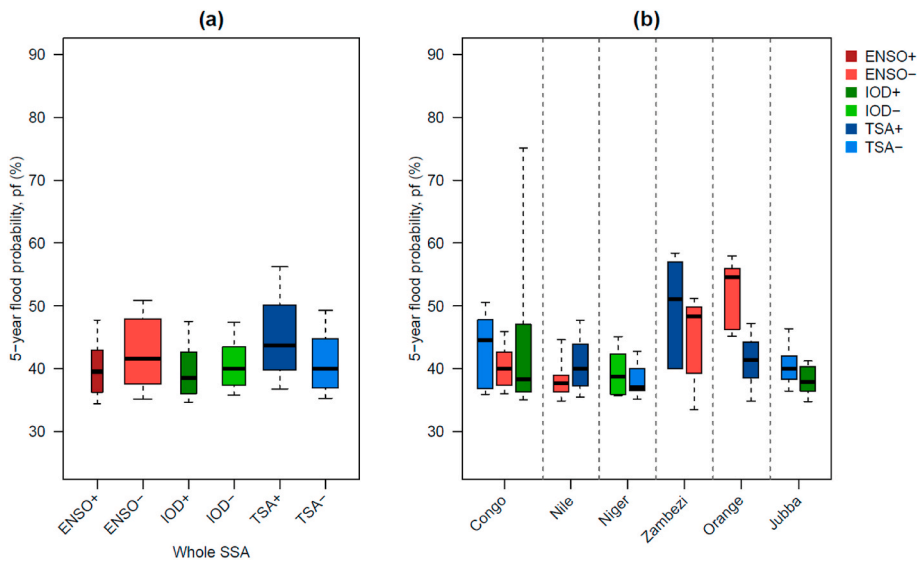 (a)
5-year flood probability, pf (%)
90
80
70
60
50
40
30
ENSO+
ENSO−
IOD+
IOD−
TSA+
TSA−
Whole SSA
(b)
5-year flood probability, pf (%)
90
80
70
60
50
40
30
Congo
Nile
Niger
Zambezi
Orange
Jubba
ENSO+
ENSO−
IOD+
IOD−
TSA+
TSA−